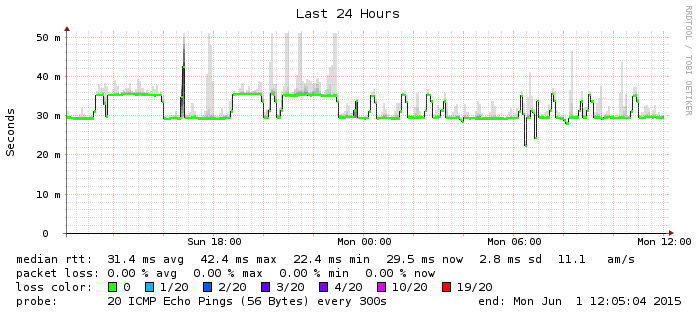 Last 24 Hours
RRDTOOL / TOBI OETIKER
Seconds
50 m
40 m
30 m
20 m
10 m
0
Sun 18:00 Mon 00:00 Mon 06:00 Mon 12:00
median rtt: 31.4 ms avg 42.4 ms max 22.4 ms min 29.5 ms now 2.8 ms sd 11.1 am/s
packet loss: 0.00 % avg 0.00 % max 0.00 % min 0.00 % now
loss color: 0 1/20 2/20 3/20 4/20 10/20 19/20
probe: 20 ICMP Echo Pings (56 Bytes) every 300s end: Mon Jun 1 12:05:04 2015